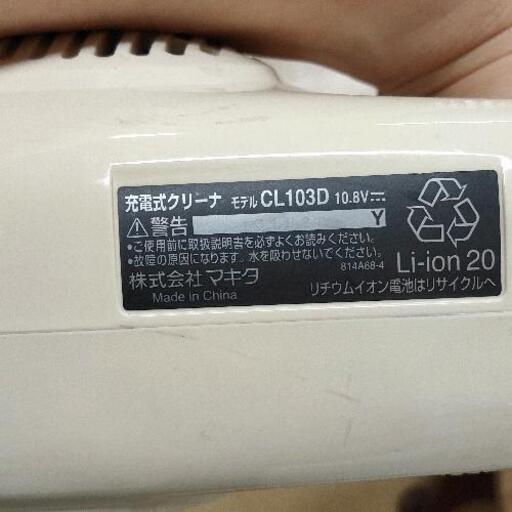 充電式クリーナ モデル CL103D 10.8V⎓
⚠警告 Y
●ご使用前に取扱説明書を必ずよくお読みください。
●故障の原因になります。水を吸わせないでください。
814A68-4
株式会社 マキタ
Made in China
Li-ion 20
リチウムイオン電池はリサイクルへ